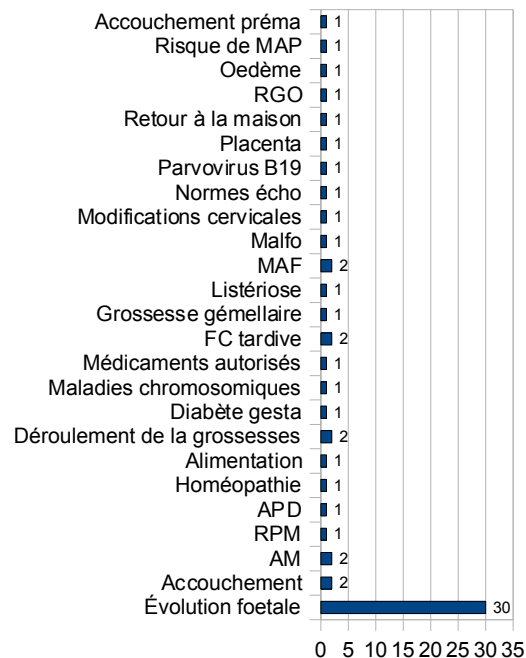 Accouchement préma 1
Risque de MAP 1
Oedème 1
RGO 1
Retour à la maison 1
Placenta 1
Parvovirus B19 1
Normes écho 1
Modifications cervicales 1
Malfo 1
MAF 2
Listériose 1
Grossesse gémellaire 1
FC tardive 2
Médicaments autorisés 1
Maladies chromosomiques 1
Diabète gesta 1
Déroulement de la grossesses 2
Alimentation 1
Homéopathie 1
APD 1
RPM 1
AM 2
Accouchement 2
Évolution foetale 30
0 5 10 15 20 25 30 35